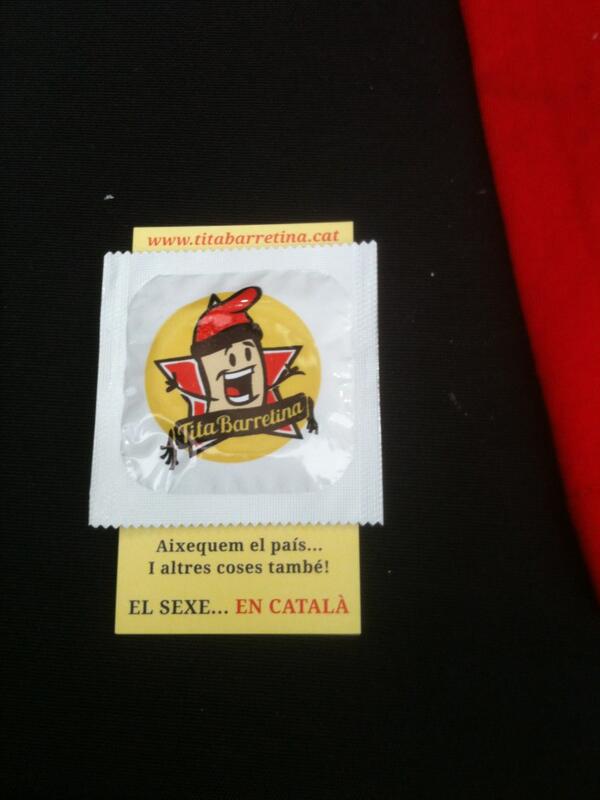 www.titabarretina.cat
TitaBarretina
Aixequem el país...
I altres coses també!
EL SEXE... EN CATALÀ